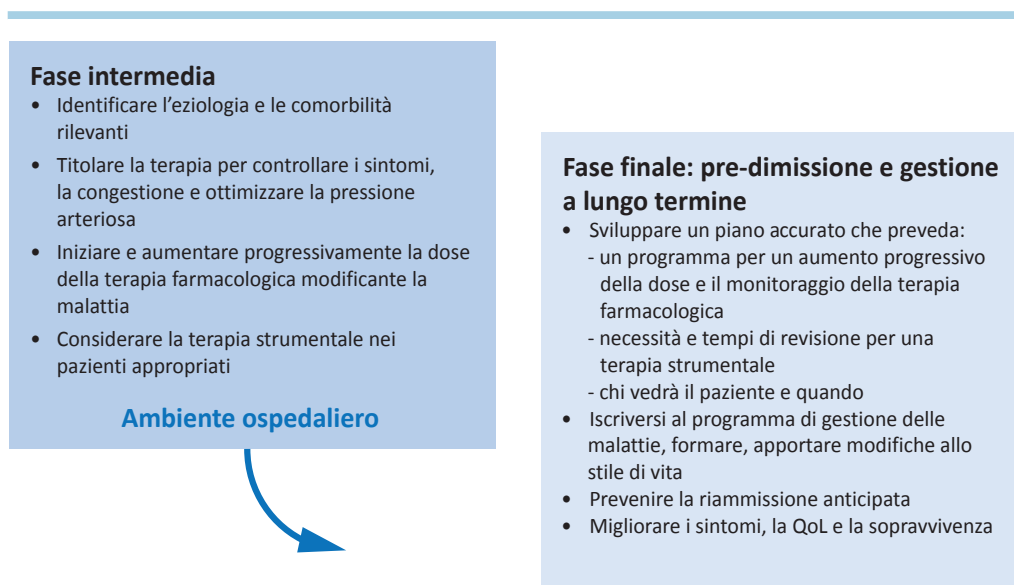 Fase intermedia
• Identificare l'eziologia e le comorbilità
rilevanti
• Titolare la terapia per controllare i sintomi,
la congestione e ottimizzare la pressione
arteriosa
• Iniziare e aumentare progressivamente la dose
della terapia farmacologica modificante la
malattia
• Considerare la terapia strumentale nei
pazienti appropriati
Ambiente ospedaliero
Fase finale: pre-dimissione e gestione
a lungo termine
• Sviluppare un piano accurato che preveda:
- un programma per un aumento progressivo
della dose e il monitoraggio della terapia
farmacologica
- necessità e tempi di revisione per una
terapia strumentale
- chi vedrà il paziente e quando
• Iscriversi al programma di gestione delle
malattie, formare, apportare modifiche allo
stile di vita
• Prevenire la riammissione anticipata
• Migliorare i sintomi, la QoL e la sopravvivenza